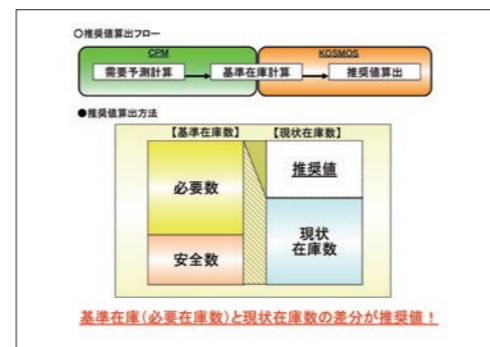 ○推奨値算出フロー
CPM KOSMOS
需要予測計算 基準在庫計算 推奨値算出
●推奨値算出方法
【基準在庫数】 【現状在庫数】
必要数
推奨値
安全数
現状
在庫数
基準在庫(必要在庫数)と現状在庫数の差分が推奨値！